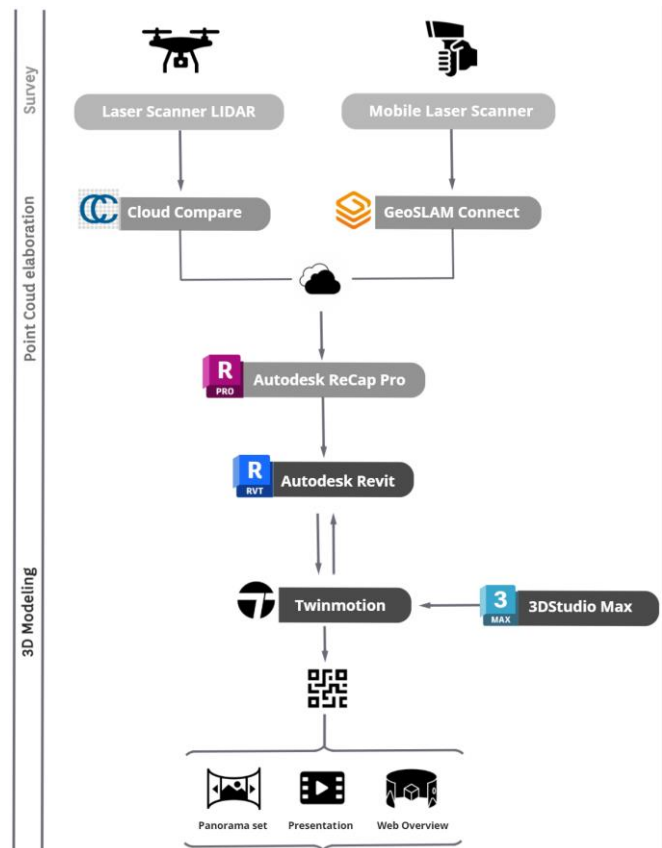 Survey
Laser Scanner LIDAR
Mobile Laser Scanner
Point Coud elaboration
CC
Cloud Compare
GeoSLAM Connect
R
PRO
Autodesk ReCap Pro
R
RVT
Autodesk Revit
3D Modeling
Twinmotion
3
MAX
3DStudio Max
Panorama set
Presentation
Web Overview